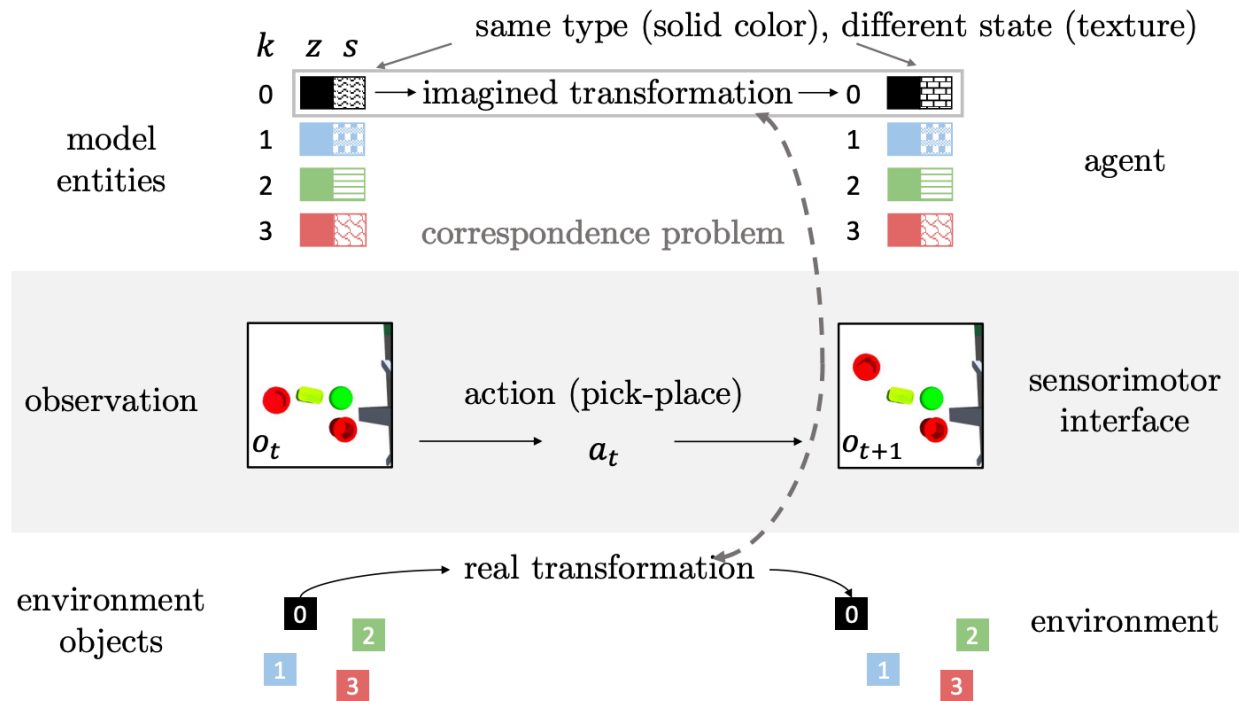 same type (solid color), different state (texture)
k z s
0 imagined transformation 0
model
entities
1 1
agent
2 2
3 3
correspondence problem
observation
action (pick-place)
sensorimotor
interface
o_t
a_t
o_{t+1}
real transformation
environment
objects
environment
0 0
2 2
1 1
3 3